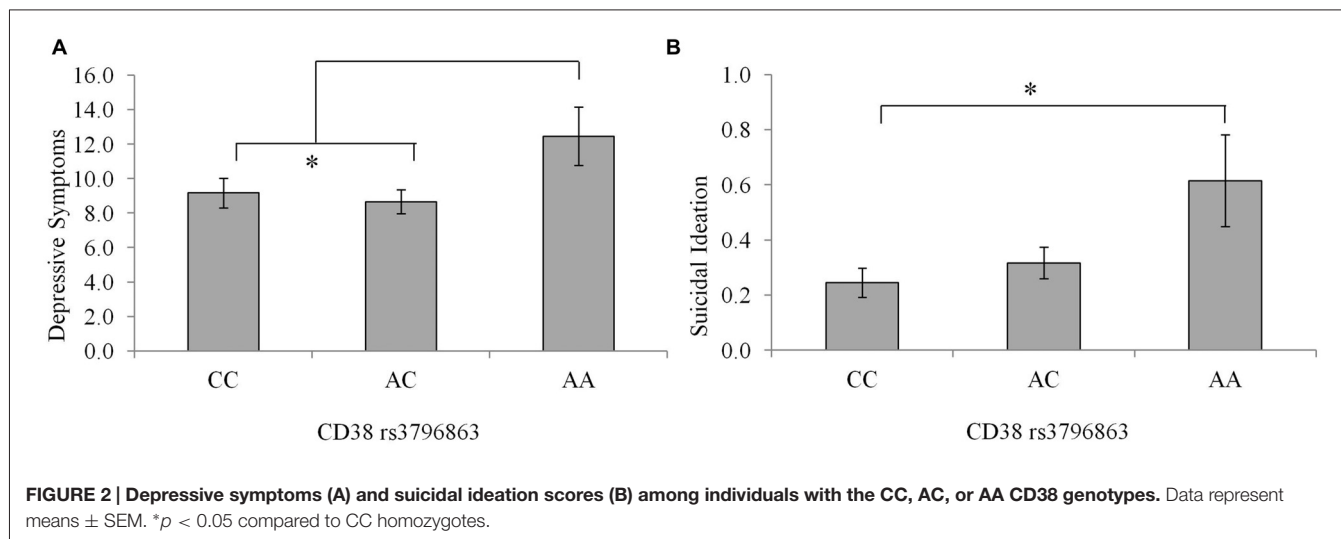 A
Depressive Symptoms
16.0
14.0
12.0
10.0
8.0
6.0
4.0
2.0
0.0
*
CC AC AA
CD38 rs3796863
B
Suicidal Ideation
1.0
0.8
0.6
0.4
0.2
0.0
*
CC AC AA
CD38 rs3796863
FIGURE 2 | Depressive symptoms (A) and suicidal ideation scores (B) among individuals with the CC, AC, or AA CD38 genotypes. Data represent
means ± SEM. *p < 0.05 compared to CC homozygotes.